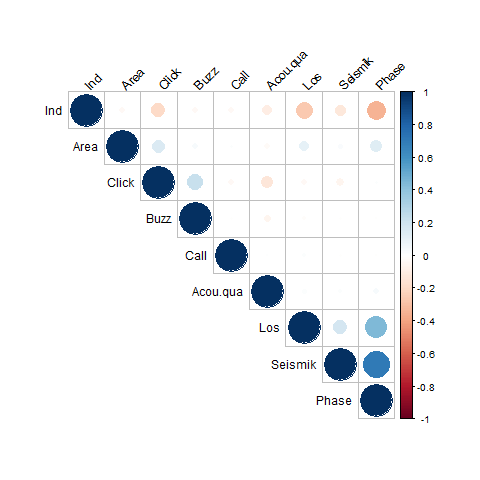 Ind Area Click Buzz Call Acou.qua Los Seismik Phase
Ind
Area
Click
Buzz
Call
Acou.qua
Los
Seismik
Phase
1
0.8
0.6
0.4
0.2
0
-0.2
-0.4
-0.6
-0.8
-1